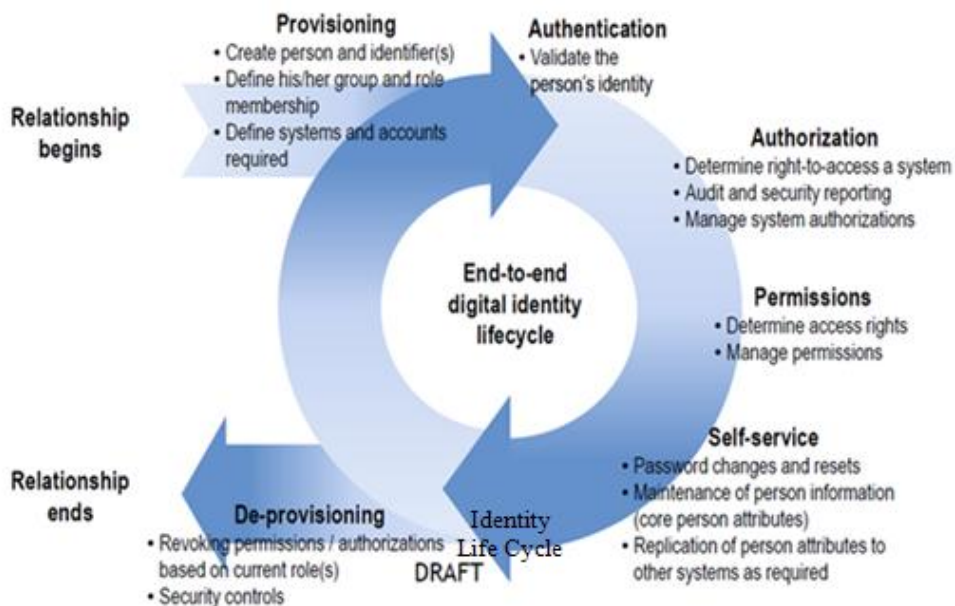 Provisioning
• Create person and identifier(s)
• Define his/her group and role
membership
• Define systems and accounts
required
Authentication
• Validate the
person's identity
Relationship
begins
Authorization
• Determine right-to-access a system
• Audit and security reporting
• Manage system authorizations
End-to-end
digital identity
lifecycle
Permissions
• Determine access rights
• Manage permissions
Self-service
• Password changes and resets
• Maintenance of person information
(core person attributes)
• Replication of person attributes to
other systems as required
Relationship
ends
De-provisioning
• Revoking permissions / authorizations
based on current role(s)
• Security controls
Identity
Life Cycle
DRAFT